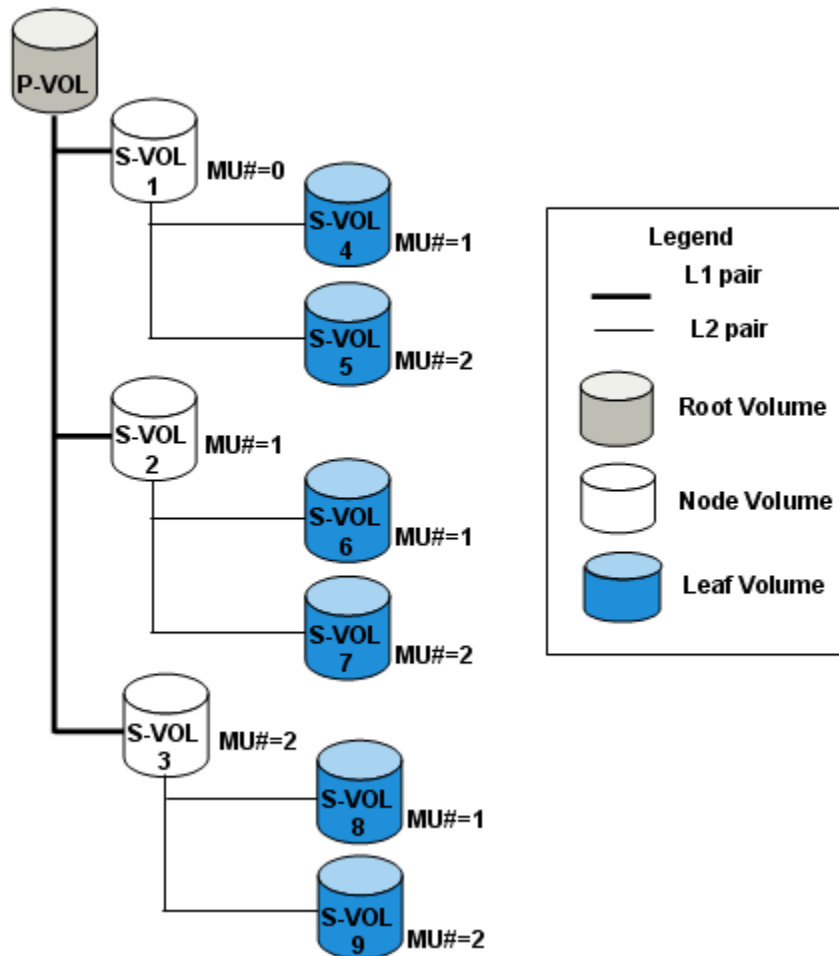 P-VOL
S-VOL
1
MU#=0
S-VOL
4
MU#=1
S-VOL
5
MU#=2
S-VOL
2
MU#=1
S-VOL
6
MU#=1
S-VOL
7
MU#=2
S-VOL
3
MU#=2
S-VOL
8
MU#=1
S-VOL
9
MU#=2
Legend
L1 pair
L2 pair
Root Volume
Node Volume
Leaf Volume